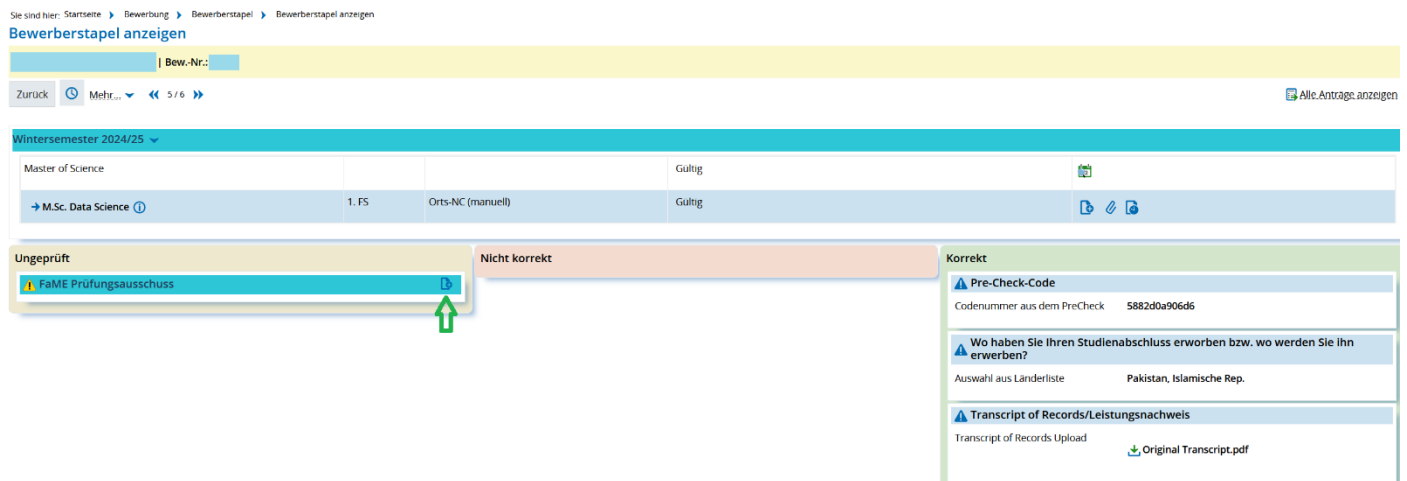 Sie sind hier: Startseite Bewerbung Bewerberstapel Bewerberstapel anzeigen
Bewerberstapel anzeigen
| Bew.-Nr.:
Zurück Mehr... 5 / 6 Alle Anträge anzeigen
Wintersemester 2024/25
Master of Science Gültig
M.Sc. Data Science 1. FS Orts-NC (manuell) Gültig
Ungeprüft
FaME Prüfungsausschuss
Nicht korrekt
Korrekt
Pre-Check-Code
Codenummer aus dem PreCheck 5882d0a906d6
Wo haben Sie Ihren Studienabschluss erworben bzw. wo werden Sie ihn
erwerben?
Auswahl aus Länderliste Pakistan, Islamische Rep.
Transcript of Records/Leistungsnachweis
Transcript of Records Upload
Original Transcript.pdf